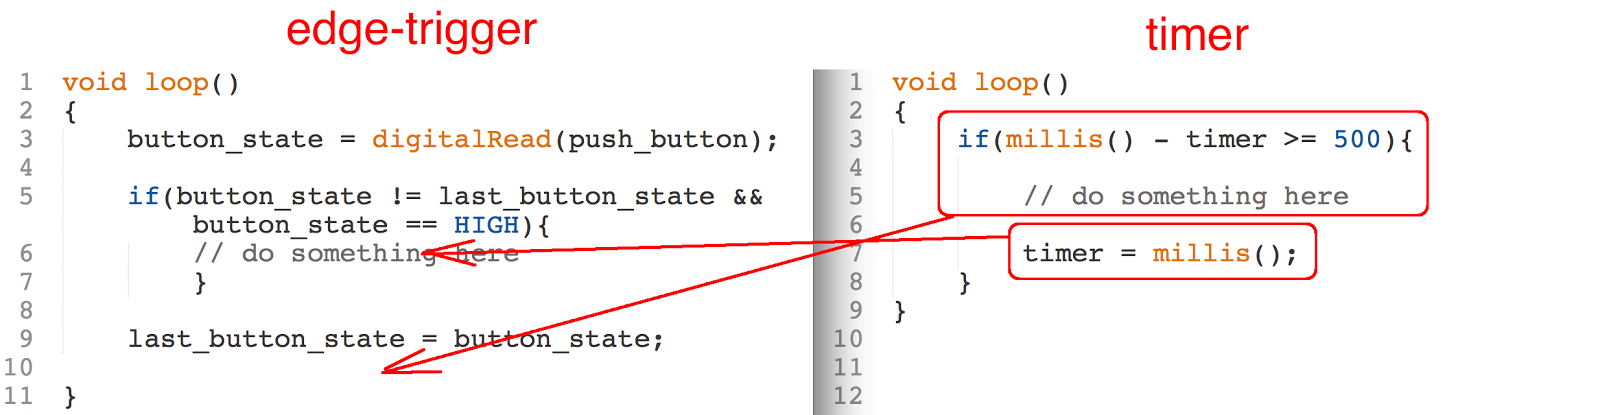 edge-trigger
1 void loop()
2 {
3 button_state = digitalRead(push_button);
4
5 if(button_state != last_button_state &&
button_state == HIGH){
6 // do something here
7 }
8
9 last_button_state = button_state;
10
11 }
timer
1 void loop()
2 {
3 if(millis() - timer >= 500){
4
5 // do something here
6
7 timer = millis();
8 }
9 }
10
11
12